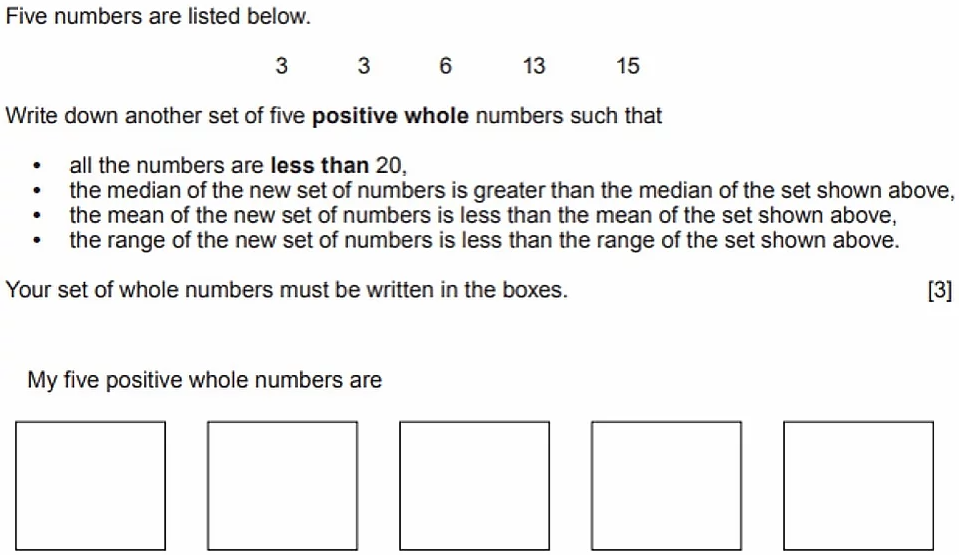 Five numbers are listed below.
3 3 6 13 15
Write down another set of five positive whole numbers such that
• all the numbers are less than 20,
• the median of the new set of numbers is greater than the median of the set shown above,
• the mean of the new set of numbers is less than the mean of the set shown above,
• the range of the new set of numbers is less than the range of the set shown above.
Your set of whole numbers must be written in the boxes. [3]
My five positive whole numbers are